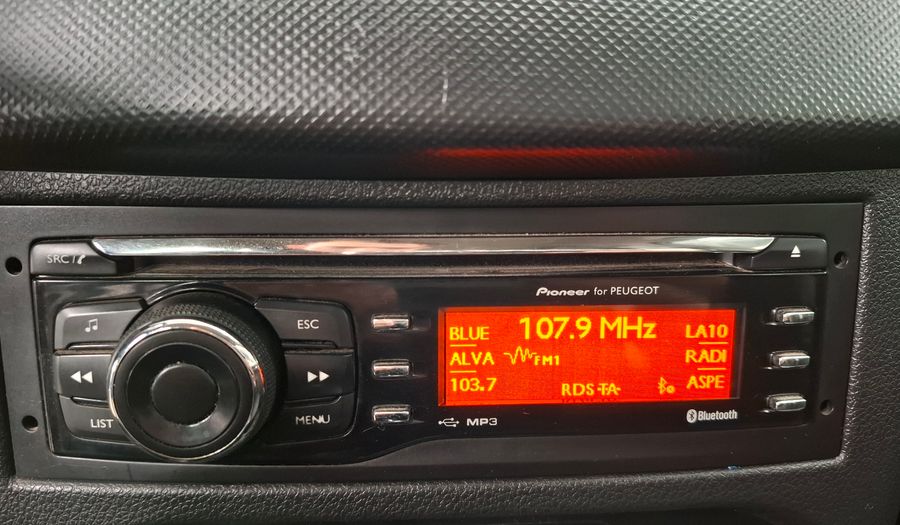 SRC/
Pioneer for PEUGEOT
ESC
LIST
MENU
BLUE
107.9 MHz
LA10
ALVA
FM1
RADI
103.7
RDS-TA-
ASPE
MP3
Bluetooth